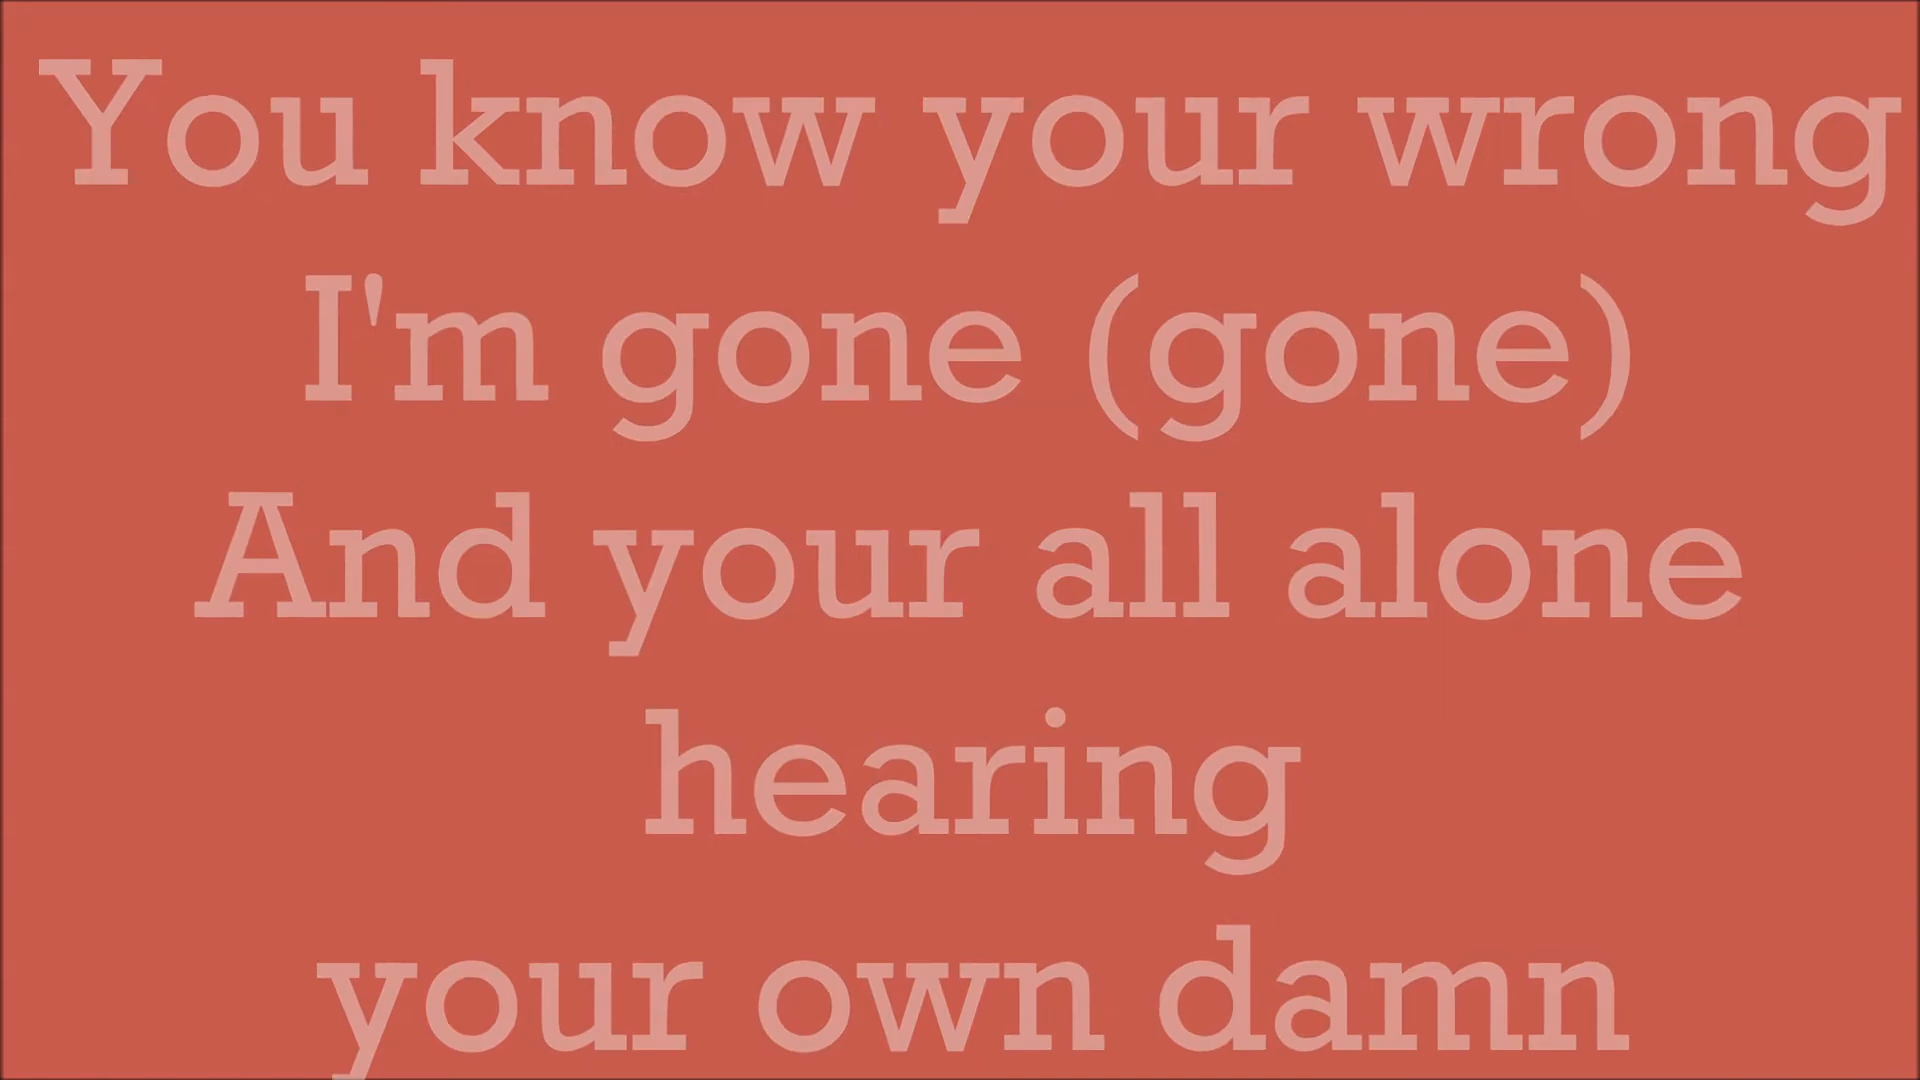 You know your wrong
I'm gone (gone)
And your all alone
hearing
your own damn